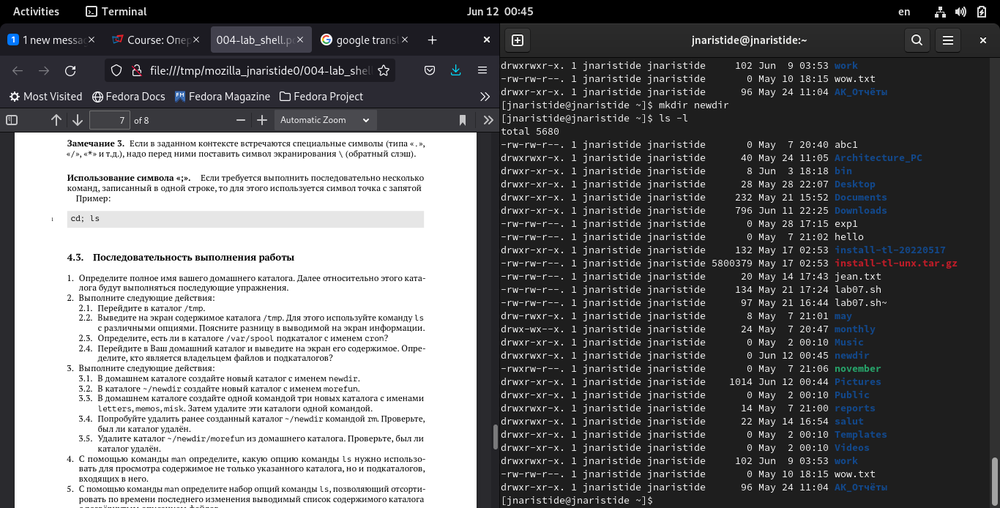 Activities Terminal Jun 12 00:45 en
1 1 new messag Course: Опер 004-lab_shell.p google transl
file:///tmp/mozilla_jnaristide0/004-lab_shel
Most Visited Fedora Docs Fedora Magazine Fedora Project
7 of 8 Automatic Zoom
Замечание 3. Если в заданном контексте встречаются специальные символы (типа «.»,
«/», «*» и т.д.), надо перед ними поставить символ экранирования \ (обратный слэш).
Использование символа «;». Если требуется выполнить последовательно несколько
команд, записанный в одной строке, то для этого используется символ точка с запятой
Пример:
1 cd; ls
4.3. Последовательность выполнения работы
1. Определите полное имя вашего домашнего каталога. Далее относительно этого ката-
лога будут выполняться последующие упражнения.
2. Выполните следующие действия:
2.1. Перейдите в каталог /tmp.
2.2. Выведите на экран содержимое каталога /tmp. Для этого используйте команду ls
с различными опциями. Поясните разницу в выводимой на экран информации.
2.3. Определите, есть ли в каталоге /var/spool подкаталог с именем cron?
2.4. Перейдите в Ваш домашний каталог и выведите на экран его содержимое. Опре-
делите, кто является владельцем файлов и подкаталогов?
3. Выполните следующие действия:
3.1. В домашнем каталоге создайте новый каталог с именем newdir.
3.2. В каталоге ~/newdir создайте новый каталог с именем morefun.
3.3. В домашнем каталоге создайте одной командой три новых каталога с именами
letters, memos, misk. Затем удалите эти каталоги одной командой.
3.4. Попробуйте удалить ранее созданный каталог ~/newdir командой rm. Проверьте,
был ли каталог удалён.
3.5. Удалите каталог ~/newdir/morefun из домашнего каталога. Проверьте, был ли
каталог удалён.
4. С помощью команды man определите, какую опцию команды ls нужно использо-
вать для просмотра содержимое не только указанного каталога, но и подкаталогов,
входящих в него.
5. С помощью команды man определите набор опций команды ls, позволяющий отсорти-
ровать по времени последнего изменения выводимый список содержимого каталога
jnaristide@jnaristide:~
drwxrwxr-x. 1 jnaristide jnaristide 102 Jun 9 03:53 work
-rw-rw-r--. 1 jnaristide jnaristide 0 May 10 18:15 wow.txt
drwxr-xr-x. 1 jnaristide jnaristide 96 May 24 11:04 АК_Отчёты
[jnaristide@jnaristide ~]$ mkdir newdir
[jnaristide@jnaristide ~]$ ls -l
total 5680
-rw-rw-r--. 1 jnaristide jnaristide 0 May 7 20:40 abc1
drwxr-xr-x. 1 jnaristide jnaristide 40 May 24 11:05 Architecture_PC
drwxr-xr-x. 1 jnaristide jnaristide 8 Jun 3 18:18 bin
drwxr-xr-x. 1 jnaristide jnaristide 28 May 28 22:07 Desktop
drwxr-xr-x. 1 jnaristide jnaristide 232 May 21 15:52 Documents
drwxr-xr-x. 1 jnaristide jnaristide 796 Jun 11 22:25 Downloads
-rw-rw-r--. 1 jnaristide jnaristide 0 May 28 17:15 exp1
-rw-rw-r--. 1 jnaristide jnaristide 0 May 7 21:02 hello
drwxr-xr-x. 1 jnaristide jnaristide 132 May 17 02:53 install-tl-20220517
-rw-rw-r--. 1 jnaristide jnaristide 5800379 May 17 02:53 install-tl-unx.tar.gz
-rw-rw-r--. 1 jnaristide jnaristide 20 May 14 17:43 jean.txt
-rw-rw-r--. 1 jnaristide jnaristide 134 May 21 17:24 lab07.sh
-rw-rw-r--. 1 jnaristide jnaristide 97 May 21 16:44 lab07.sh~
drw-rwxr-x. 1 jnaristide jnaristide 8 May 7 21:01 may
drwx-wx--x. 1 jnaristide jnaristide 24 May 7 20:47 monthly
drwxr-xr-x. 1 jnaristide jnaristide 0 May 2 00:10 Music
drwxr-xr-x. 1 jnaristide jnaristide 0 Jun 12 00:45 newdir
-rwxrw-r--. 1 jnaristide jnaristide 0 May 7 21:06 november
drwxr-xr-x. 1 jnaristide jnaristide 1014 Jun 12 00:44 Pictures
drwxr-xr-x. 1 jnaristide jnaristide 0 May 2 00:10 Public
drwxrwxr-x. 1 jnaristide jnaristide 14 May 7 21:00 reports
drwxrwxr-x. 1 jnaristide jnaristide 22 May 14 16:54 salut
drwxr-xr-x. 1 jnaristide jnaristide 0 May 2 00:10 Templates
drwxr-xr-x. 1 jnaristide jnaristide 0 May 2 00:10 Videos
drwxrwxr-x. 1 jnaristide jnaristide 102 Jun 9 03:53 work
-rw-rw-r--. 1 jnaristide jnaristide 0 May 10 18:15 wow.txt
drwxr-xr-x. 1 jnaristide jnaristide 96 May 24 11:04 АК_Отчёты
[jnaristide@jnaristide ~]$